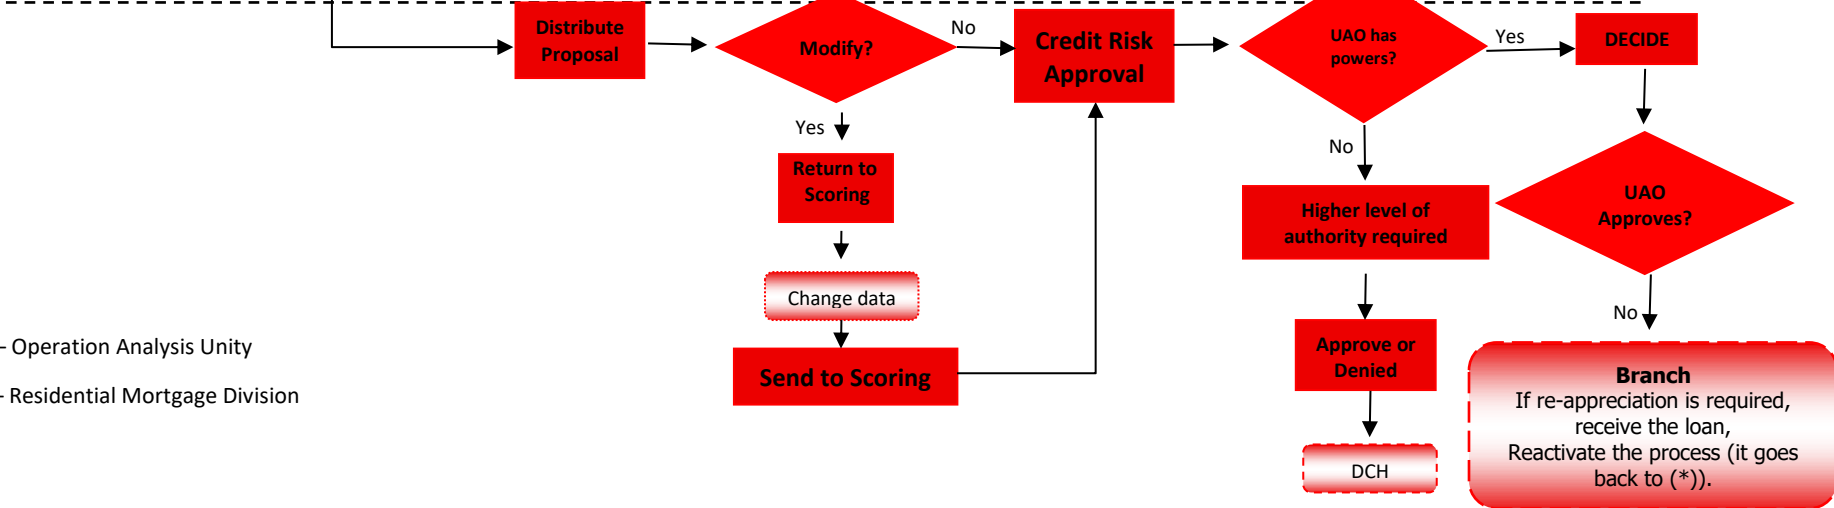 Distribute
Proposal
Modify?
No
Credit Risk
Approval
UAO has
powers?
Yes
DECIDE
Yes
Return to
Scoring
Change data
Send to Scoring
No
Higher level of
authority required
Approve or
Denied
DCH
UAO
Approves?
No
Branch
If re-appreciation is required,
receive the loan,
Reactivate the process (it goes
back to (*)).
– Operation Analysis Unity
– Residential Mortgage Division